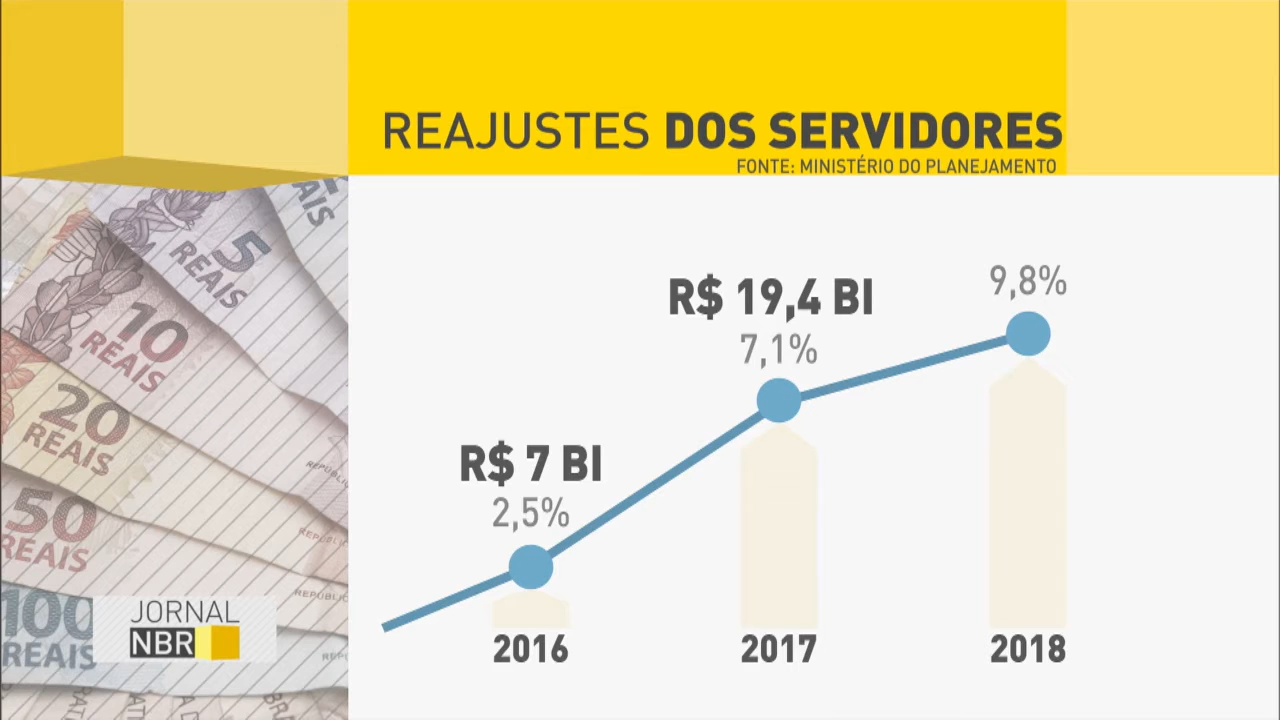 REAJUSTES DOS SERVIDORES
FONTE: MINISTÉRIO DO PLANEJAMENTO
R$ 19,4 BI
7,1%
9,8%
R$ 7 BI
2,5%
2016
2017
2018
AIS
5
REAIS
10
REAIS
20
REAIS
50
REAIS
100
REAIS
JORNAL
NBR